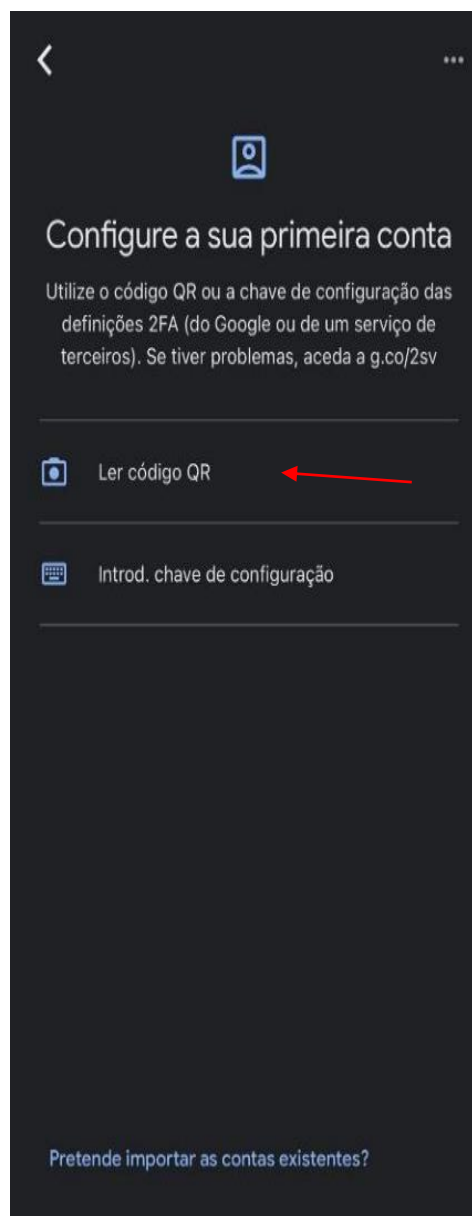 Configure a sua primeira conta
Utilize o código QR ou a chave de configuração das
definições 2FA (do Google ou de um serviço de
terceiros). Se tiver problemas, aceda a g.co/2sv
Ler código QR
Introd. chave de configuração
Pretende importar as contas existentes?